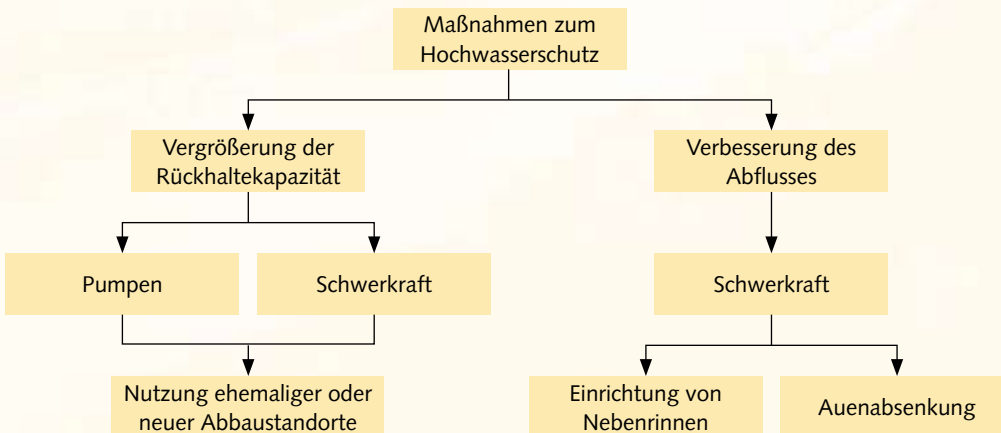 Maßnahmen zum
Hochwasserschutz
Vergrößerung der
Rückhaltekapazität
Verbesserung des
Abflusses
Pumpen
Schwerkraft
Schwerkraft
Nutzung ehemaliger oder
neuer Abbaustandorte
Einrichtung von
Nebenrinnen
Auenabsenkung